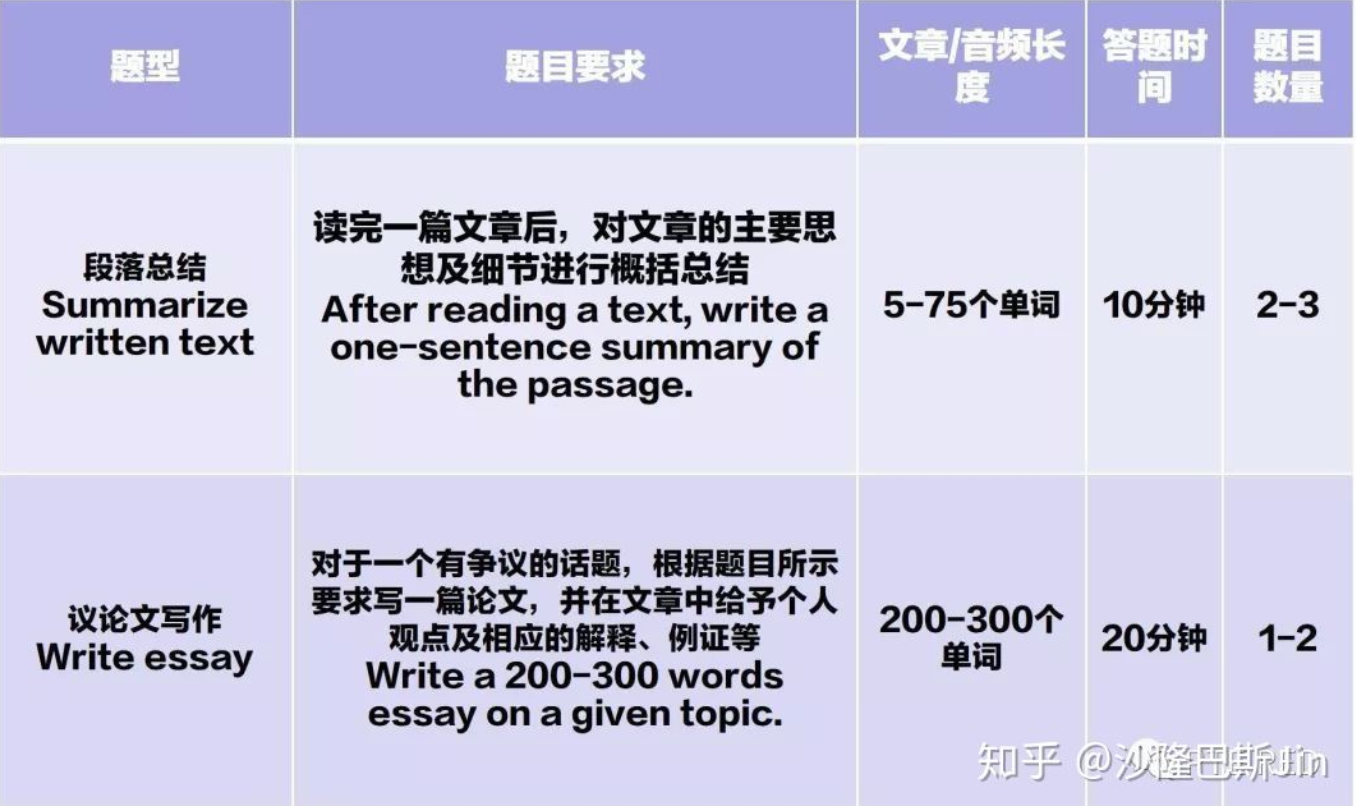 题型
题目要求
文章/音频长
度
答题时
间
题目
数量
段落总结
Summarize
written text
读完一篇文章后，对文章的主要思
想及细节进行概括总结
After reading a text, write a
one-sentence summary of
the passage.
5-75个单词
10分钟
2-3
议论文写作
Write essay
对于一个有争议的话题，根据题目所示
要求写一篇论文，并在文章中给予个人
观点及相应的解释、例证等
Write a 200-300 words
essay on a given topic.
200-300个
单词
20分钟
1-2
知乎 @沙隆巴斯Jin